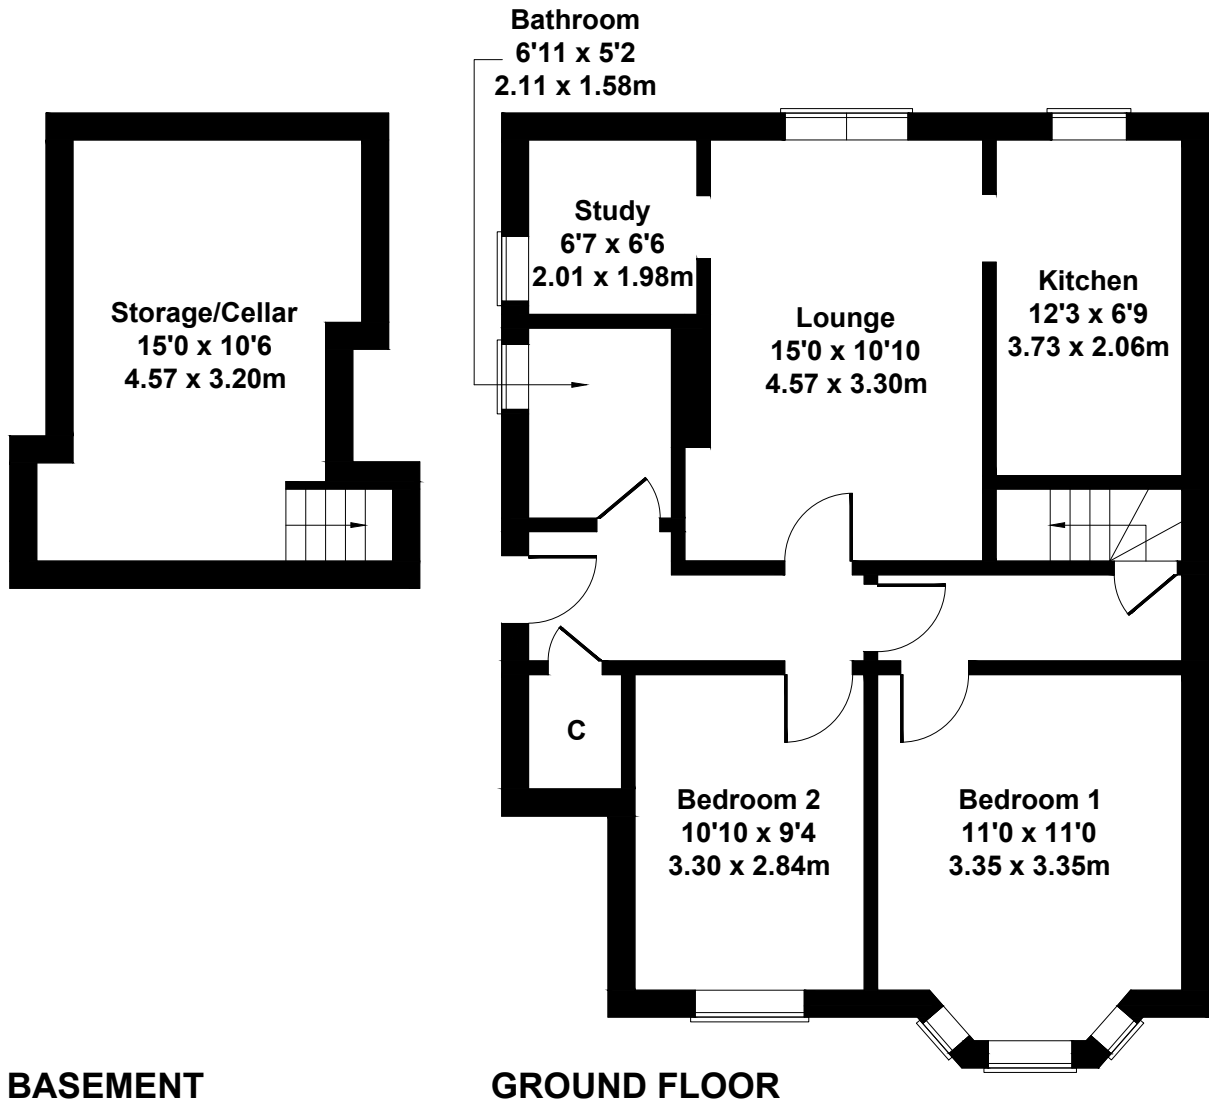 Bathroom
6'11 x 5'2
2.11 x 1.58m
Study
6'7 x 6'6
2.01 x 1.98m
Storage/Cellar
15'0 x 10'6
4.57 x 3.20m
Lounge
15'0 x 10'10
4.57 x 3.30m
Kitchen
12'3 x 6'9
3.73 x 2.06m
C
Bedroom 2
10'10 x 9'4
3.30 x 2.84m
Bedroom 1
11'0 x 11'0
3.35 x 3.35m
BASEMENT
GROUND FLOOR